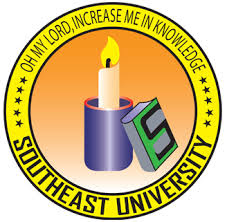 OH MY LORD, INCREASE ME IN KNOWLEDGE
S
SOUTHEAST UNIVERSITY